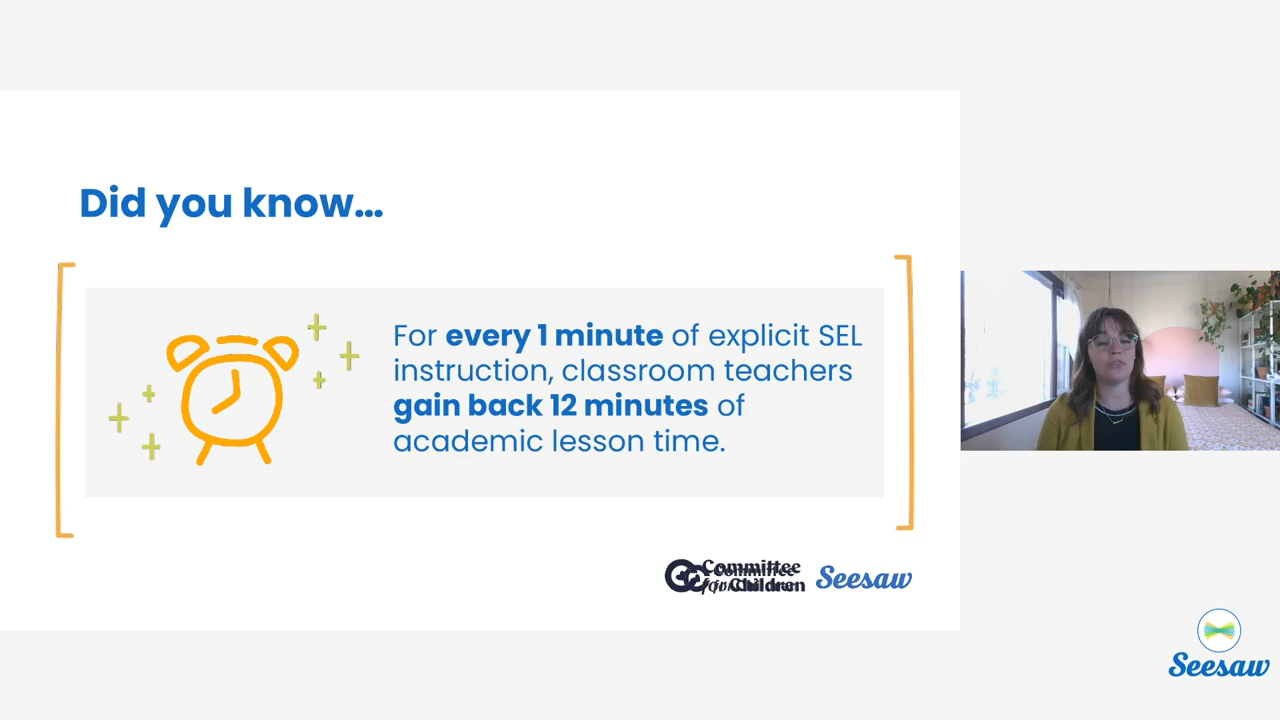 Did you know...
For every 1 minute of explicit SEL
instruction, classroom teachers
gain back 12 minutes of
academic lesson time.
Committee
for Children
Seesaw
Seesaw